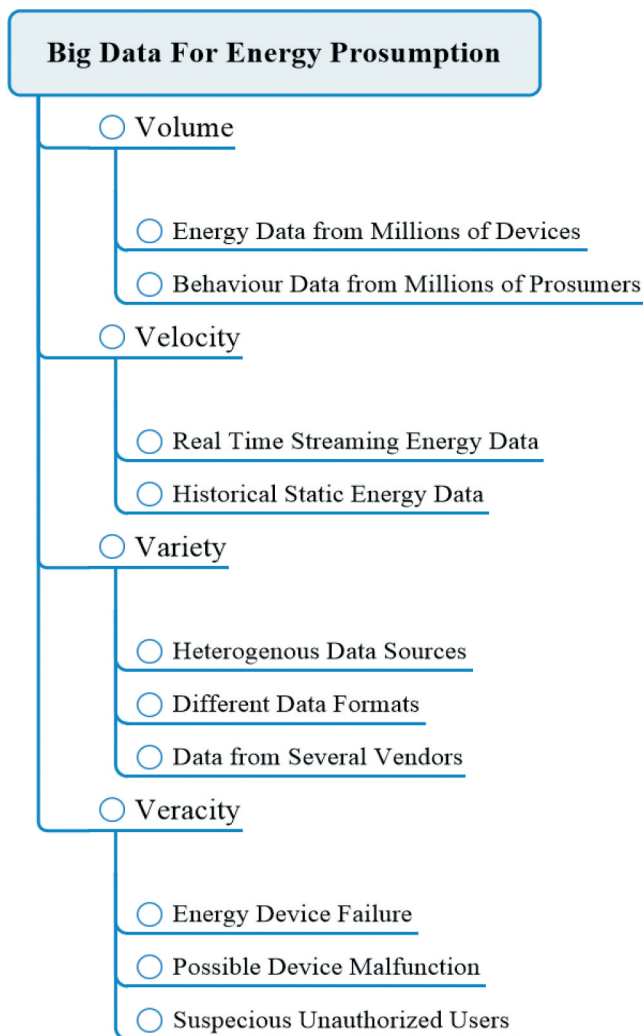 Big Data For Energy Prosumption
Volume
Energy Data from Millions of Devices
Behaviour Data from Millions of Prosumers
Velocity
Real Time Streaming Energy Data
Historical Static Energy Data
Variety
Heterogenous Data Sources
Different Data Formats
Data from Several Vendors
Veracity
Energy Device Failure
Possible Device Malfunction
Suspecious Unauthorized Users